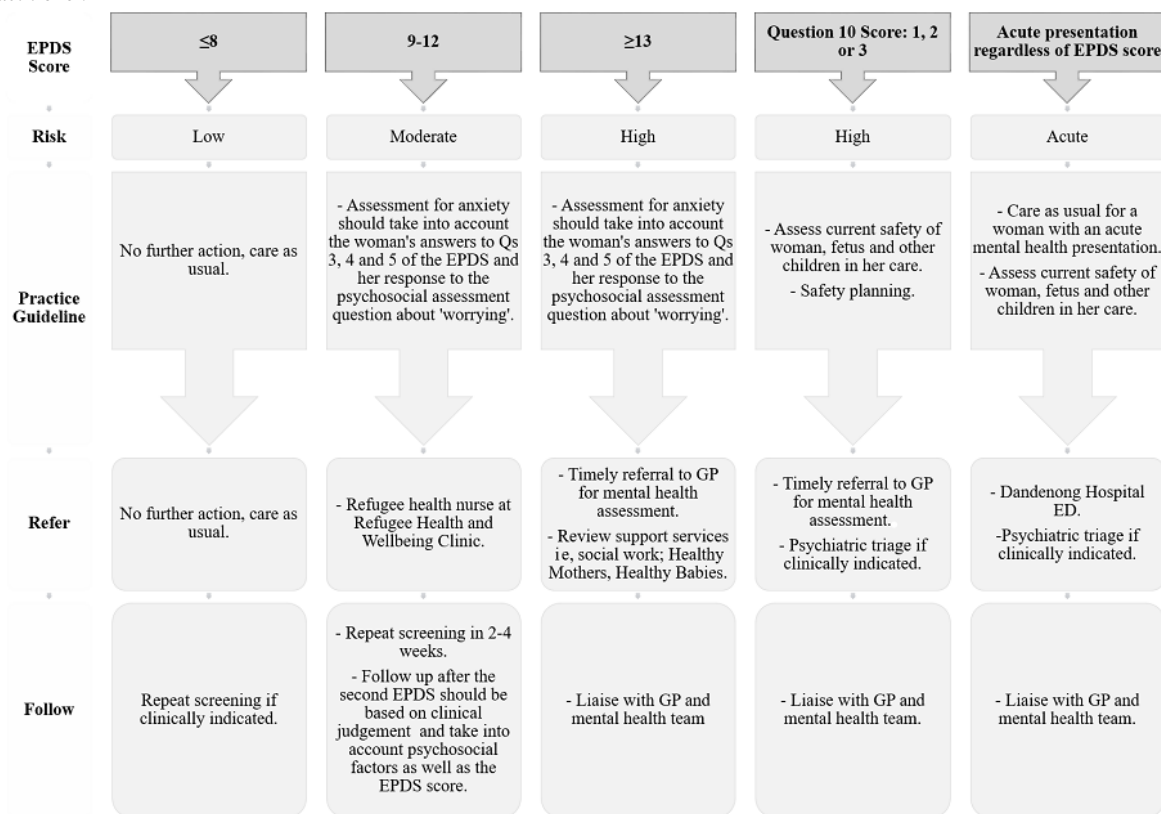 EPDS
Score
≤8
9-12
≥13
Question 10 Score: 1, 2
or 3
Acute presentation
regardless of EPDS score
Risk
Low
Moderate
High
High
Acute
Practice
Guideline
No further action, care as
usual.
- Assessment for anxiety
should take into account
the woman's answers to Qs
3, 4 and 5 of the EPDS and
her response to the
psychosocial assessment
question about 'worrying'.
- Assessment for anxiety
should take into account
the woman's answers to Qs
3, 4 and 5 of the EPDS and
her response to the
psychosocial assessment
question about 'worrying'.
- Assess current safety of
woman, fetus and other
children in her care.
- Safety planning.
- Care as usual for a
woman with an acute
mental health presentation.
- Assess current safety of
woman, fetus and other
children in her care.
Refer
No further action, care as
usual.
- Refugee health nurse at
Refugee Health and
Wellbeing Clinic.
- Timely referral to GP
for mental health
assessment.
- Review support services
ie, social work; Healthy
Mothers, Healthy Babies.
- Timely referral to GP
for mental health
assessment.
- Psychiatric triage if
clinically indicated.
- Dandenong Hospital
ED.
-Psychiatric triage if
clinically indicated.
Follow
Repeat screening if
clinically indicated.
- Repeat screening in 2-4
weeks.
- Follow up after the
second EPDS should be
based on clinical
judgement and take into
account psychosocial
factors as well as the
EPDS score.
- Liaise with GP and
mental health team
- Liaise with GP and
mental health team.
- Liaise with GP and
mental health team.